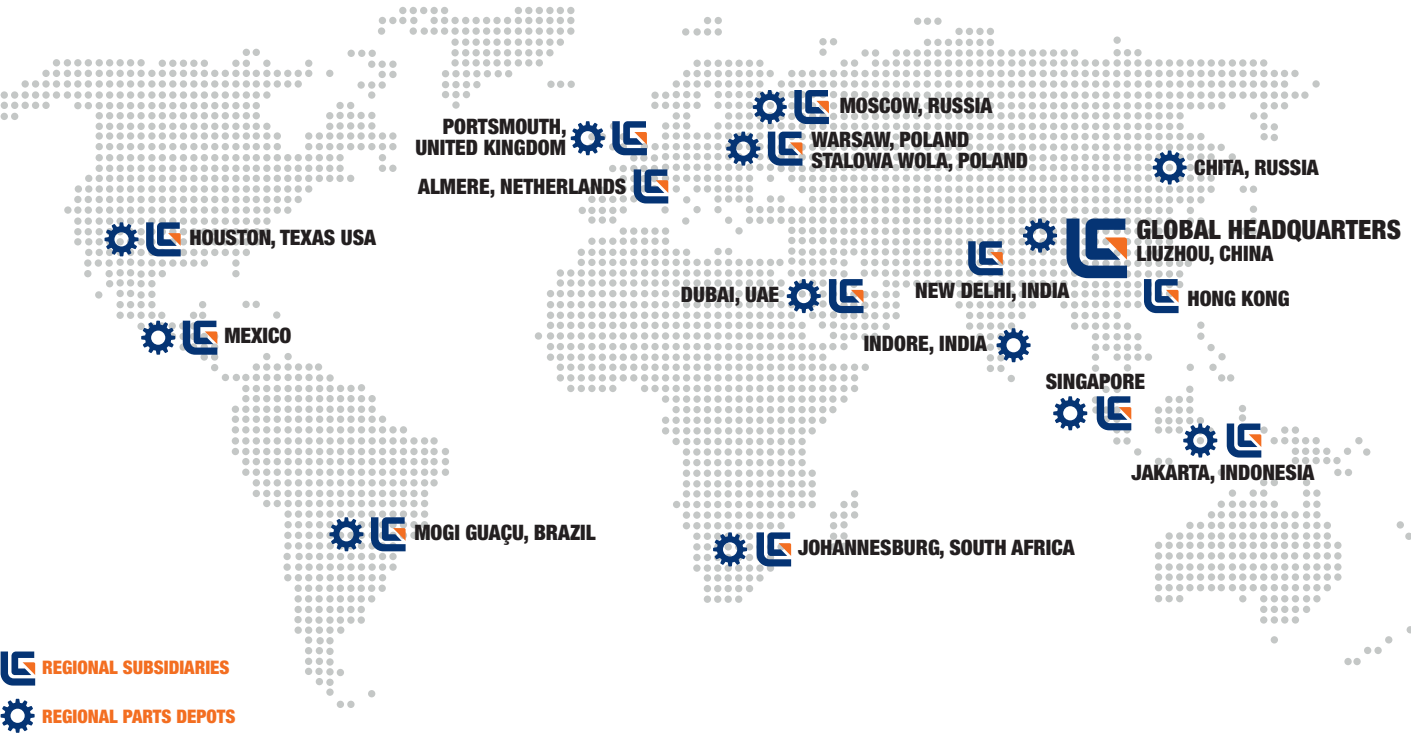 MOSCOW, RUSSIA
PORTSMOUTH,
UNITED KINGDOM
WARSAW, POLAND
STALOWA WOLA, POLAND
CHITA, RUSSIA
ALMERE, NETHERLANDS
HOUSTON, TEXAS USA
GLOBAL HEADQUARTERS
LIUZHOU, CHINA
DUBAI, UAE
NEW DELHI, INDIA
HONG KONG
MEXICO
INDORE, INDIA
SINGAPORE
JAKARTA, INDONESIA
MOGI GUAÇU, BRAZIL
JOHANNESBURG, SOUTH AFRICA
REGIONAL SUBSIDIARIES
REGIONAL PARTS DEPOTS